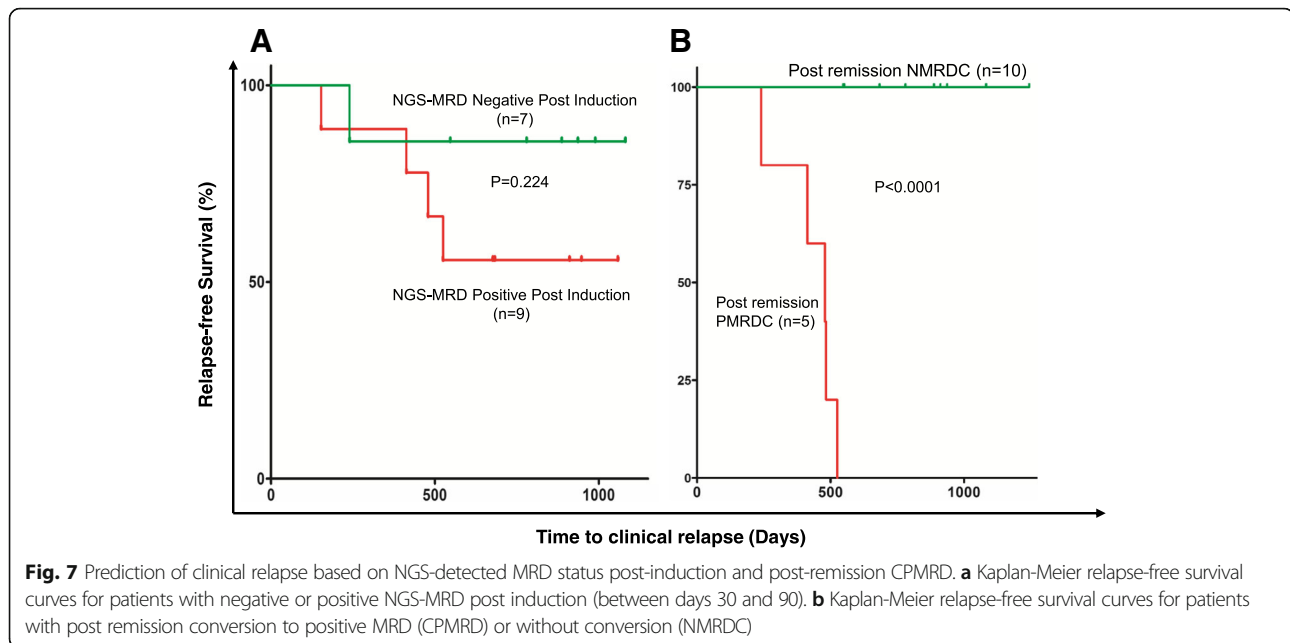 A
B
Relapse-free Survival (%)
100
50
0
0
500
1000
NGS-MRD Negative Post Induction
(n=7)
P=0.224
NGS-MRD Positive Post Induction
(n=9)
100
75
50
25
0
0
500
1000
Post remission NMRDC (n=10)
P<0.0001
Post remission
PMRDC (n=5)
Time to clinical relapse (Days)
Fig. 7 Prediction of clinical relapse based on NGS-detected MRD status post-induction and post-remission CPMRD. a Kaplan-Meier relapse-free survival
curves for patients with negative or positive NGS-MRD post induction (between days 30 and 90). b Kaplan-Meier relapse-free survival curves for patients
with post remission conversion to positive MRD (CPMRD) or without conversion (NMRDC)